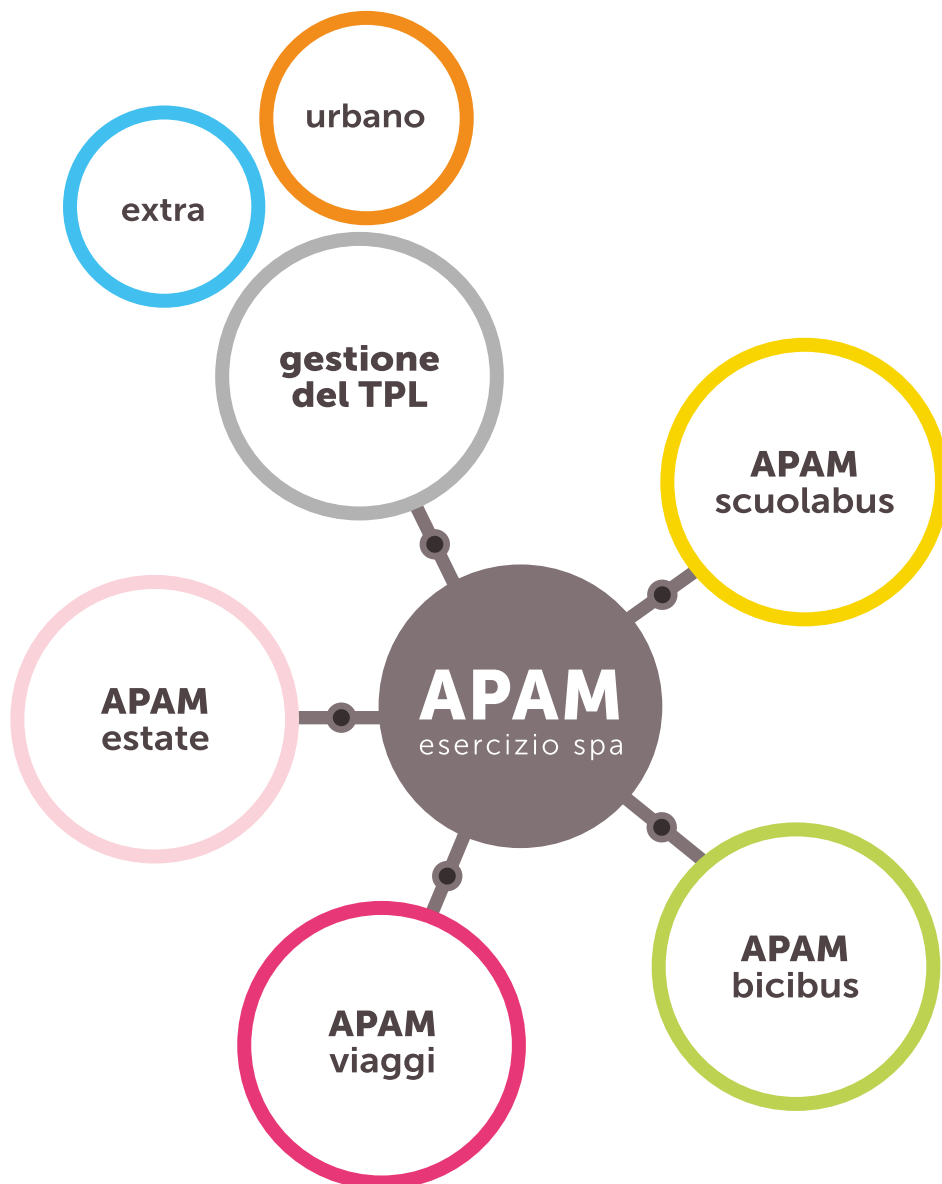 urbano
extra
gestione
del TPL
APAM
scuolabus
APAM
esercizio spa
APAM
estate
APAM
bicibus
APAM
viaggi